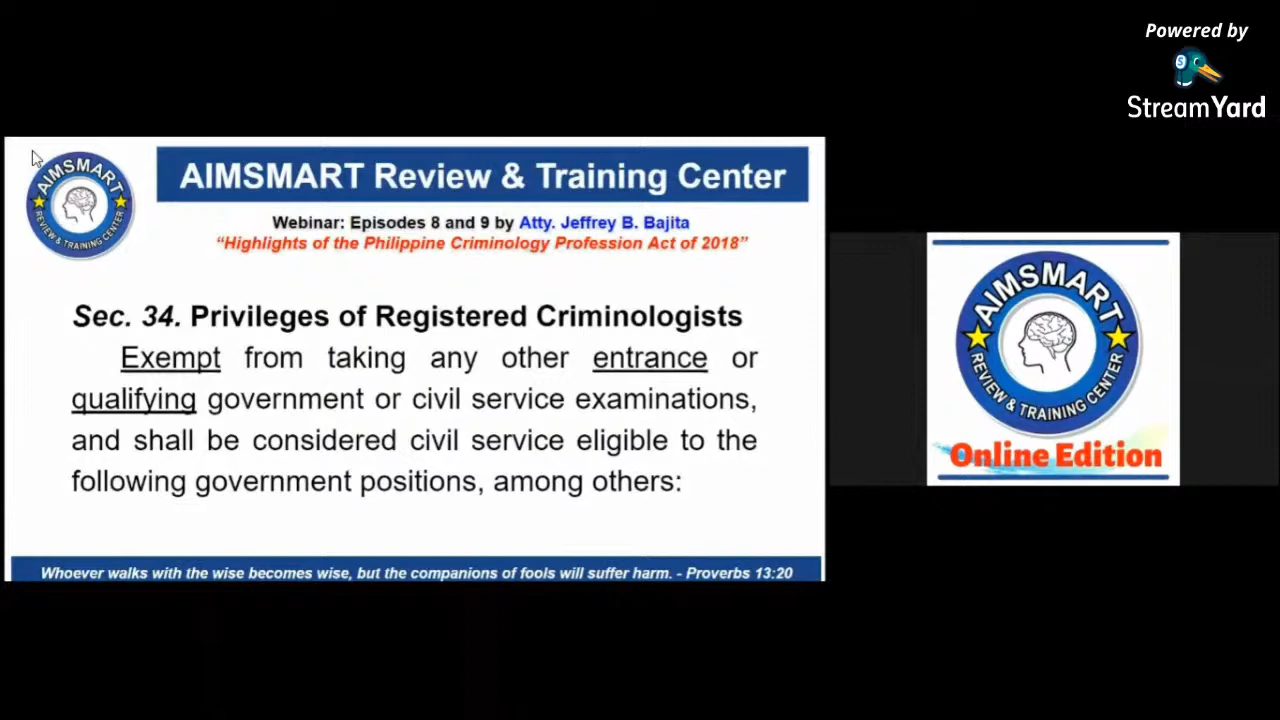 Powered by
StreamYard
AIMSMART
REVIEW & TRAINING CENTER
AIMSMART Review & Training Center
Webinar: Episodes 8 and 9 by Atty. Jeffrey B. Bajita
“Highlights of the Philippine Criminology Profession Act of 2018”
Sec. 34. Privileges of Registered Criminologists
Exempt from taking any other entrance or
qualifying government or civil service examinations,
and shall be considered civil service eligible to the
following government positions, among others:
Whoever walks with the wise becomes wise, but the companions of fools will suffer harm. - Proverbs 13:20
AIMSMART
REVIEW & TRAINING CENTER
Online Edition